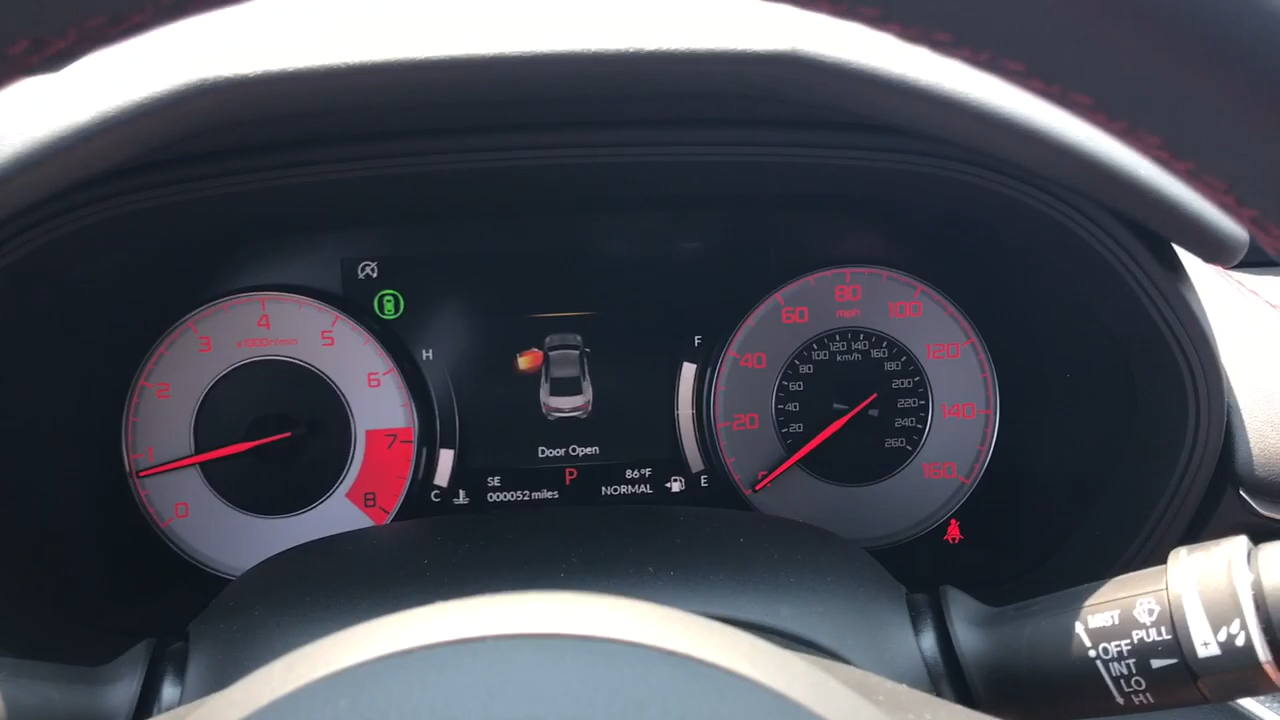 4
x1000r/min
3
5
2
6
1
7
0
8
H
C
Door Open
SE
P
86°F
000052 miles
NORMAL
F
E
80
mph
60
100
40
120
20
140
160
120 140
100
km/h
160
80
180
60
200
40
220
20
240
260
MIST
PULL
OFF
INT
LO
HI